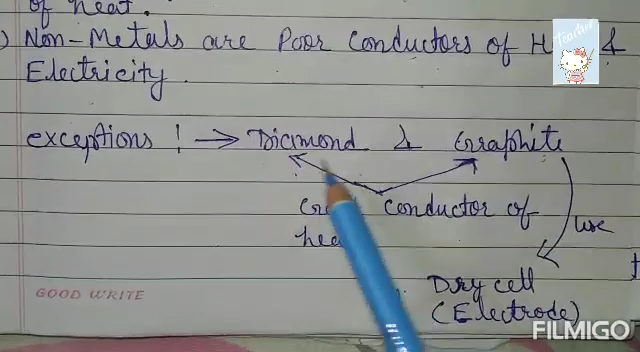 of heat.
) Non-Metals are Poor Conductors of H &
Electricity.
exceptions! → Diamond & Graphite
conductor of
use
Dry cell
(Electrode)
GOOD WRITE
Teacher
FILMIGO